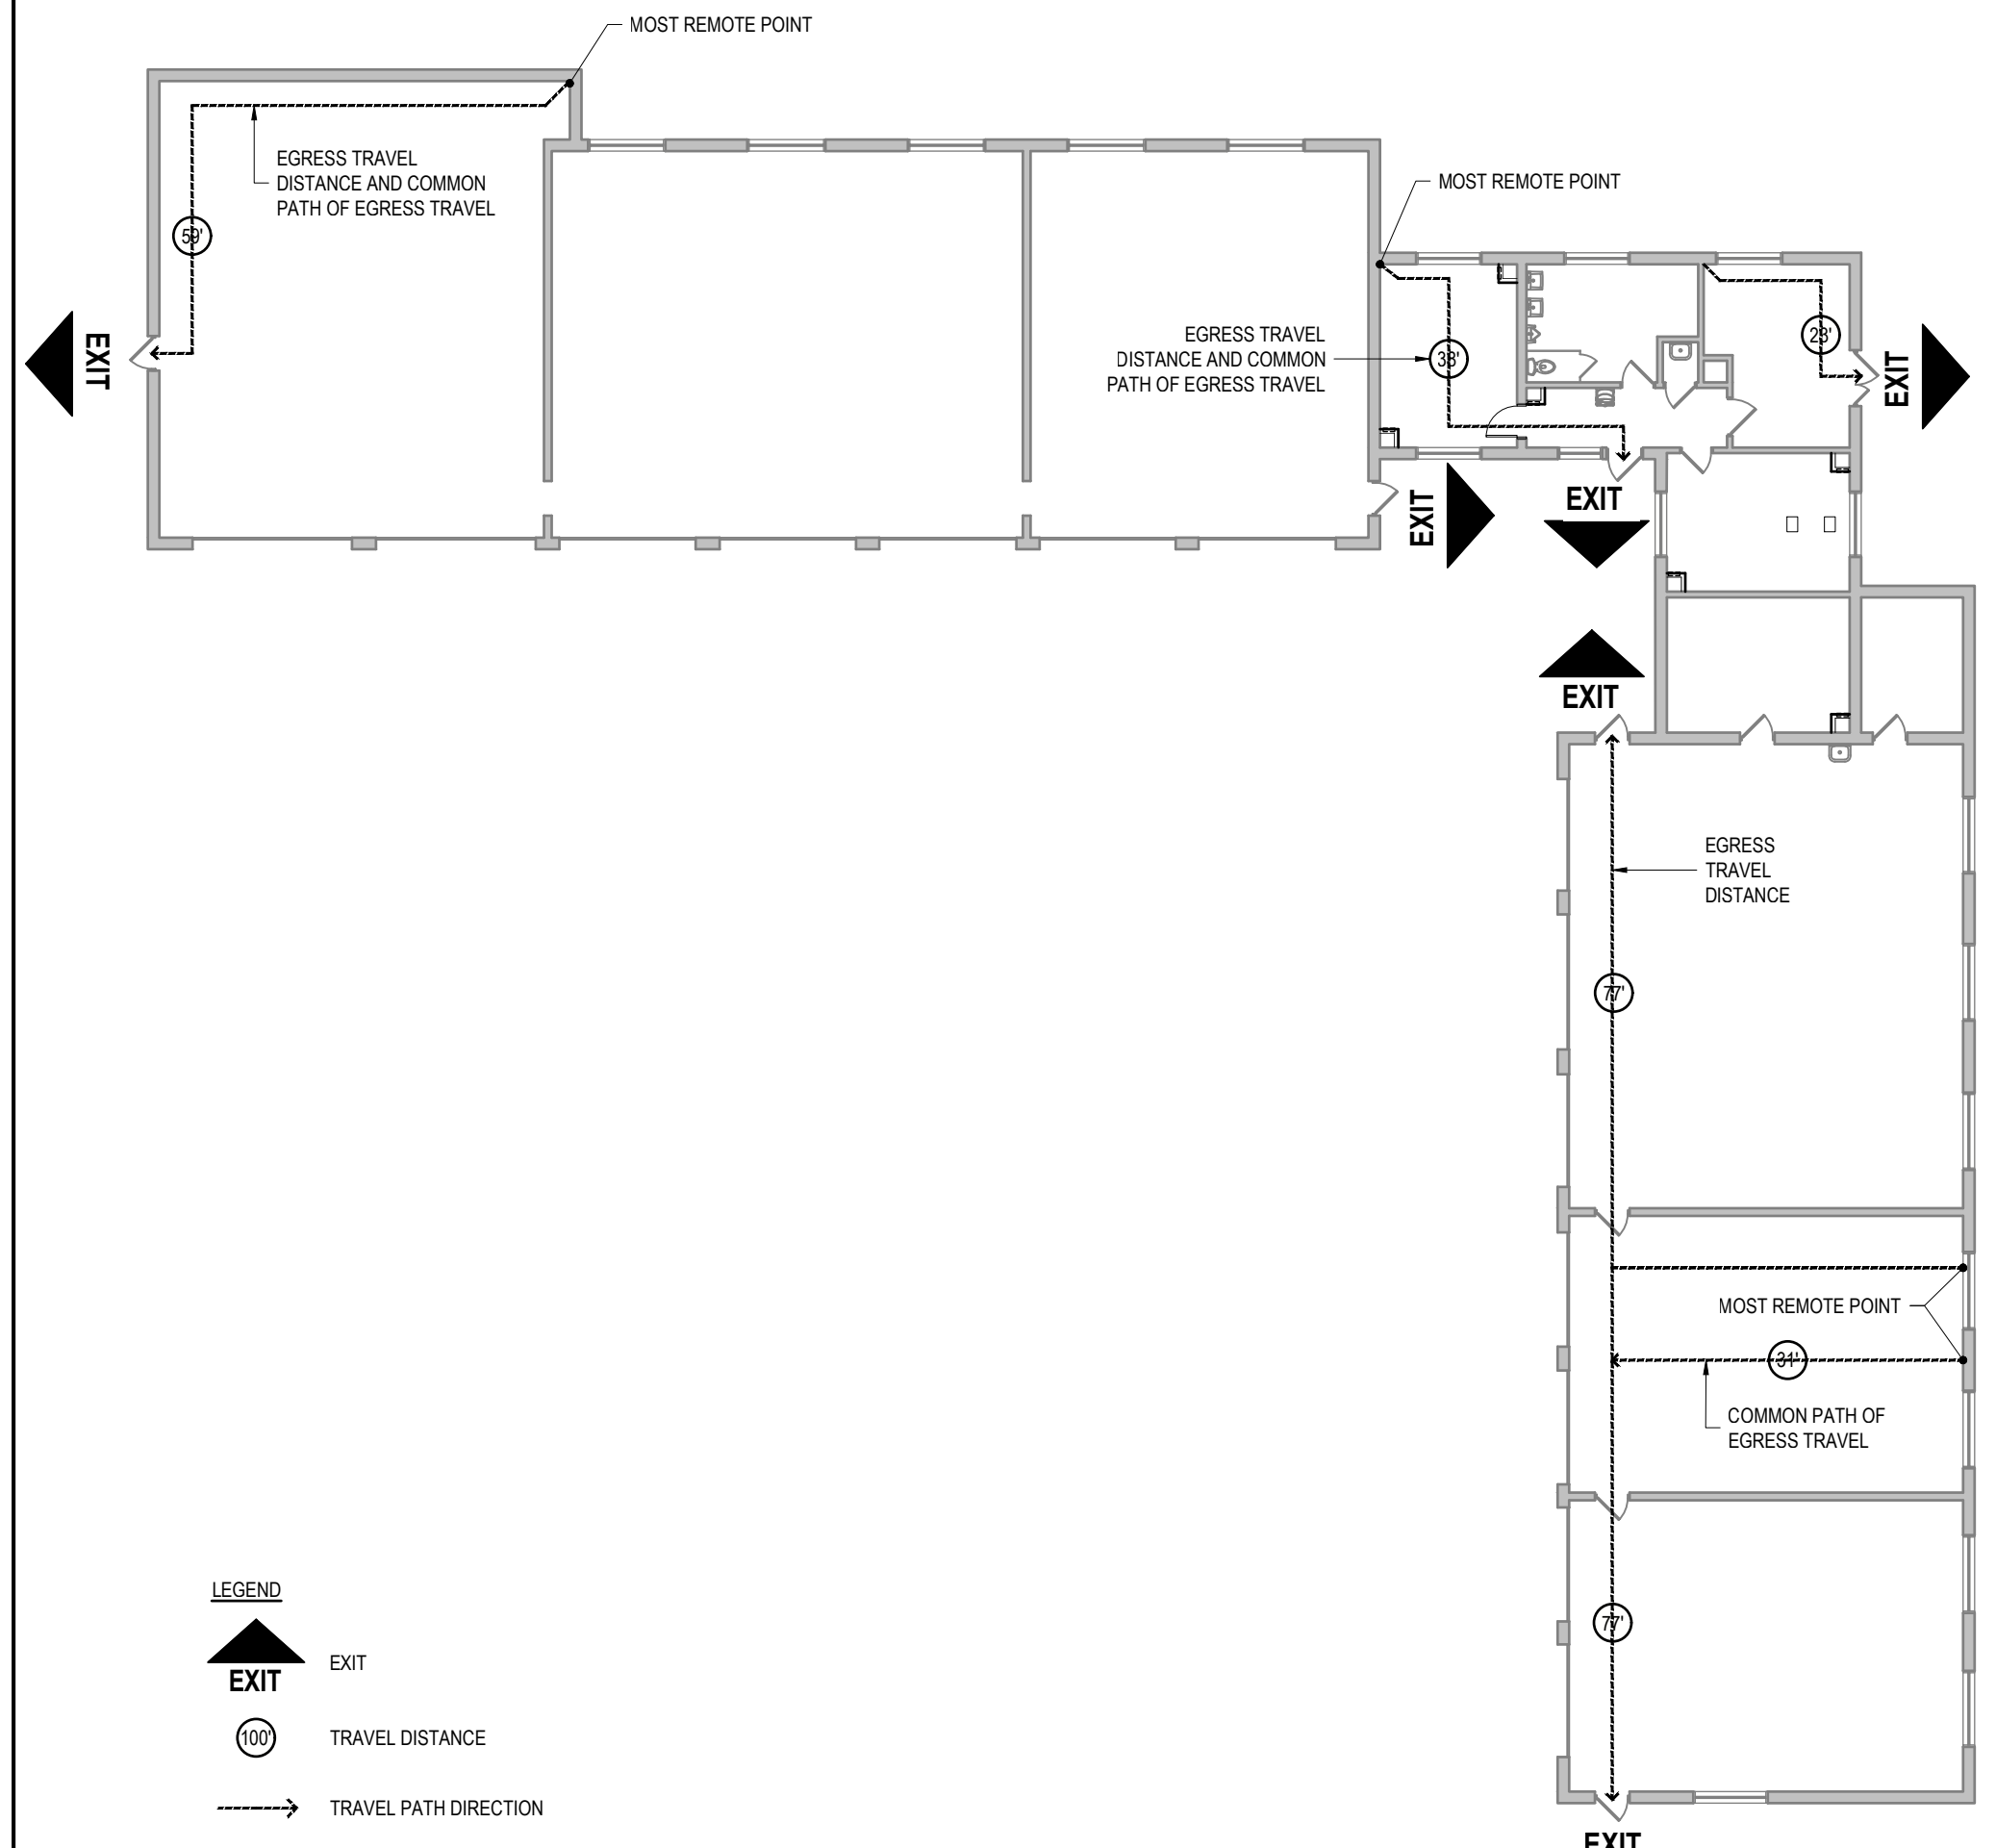 MOST REMOTE POINT
EGRESS TRAVEL
DISTANCE AND COMMON
PATH OF EGRESS TRAVEL
59'
EXIT
MOST REMOTE POINT
EGRESS TRAVEL
DISTANCE AND COMMON
PATH OF EGRESS TRAVEL
38'
23'
EXIT
EXIT
EXIT
EXIT
EGRESS
TRAVEL
DISTANCE
77'
MOST REMOTE POINT
31'
COMMON PATH OF
EGRESS TRAVEL
77'
EXIT
LEGEND
EXIT
EXIT
100'
TRAVEL DISTANCE
TRAVEL PATH DIRECTION